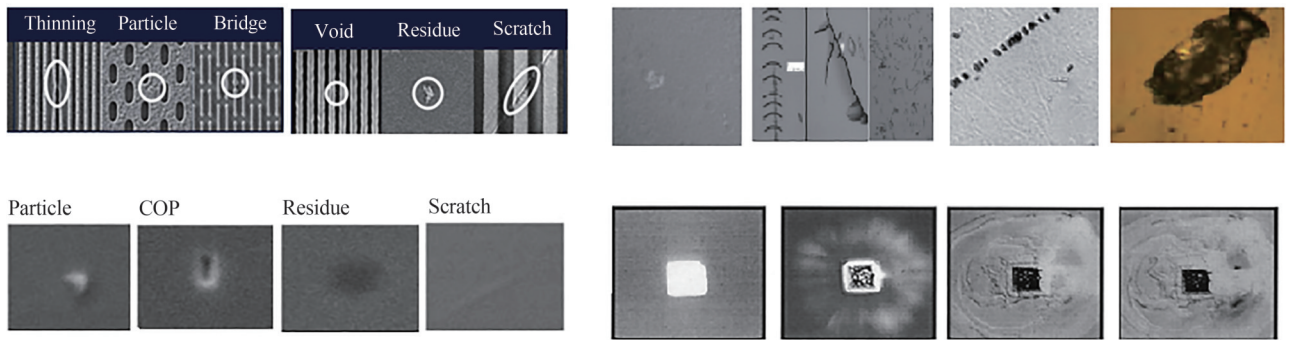 Thinning Particle Bridge
Void Residue Scratch
Particle COP Residue Scratch